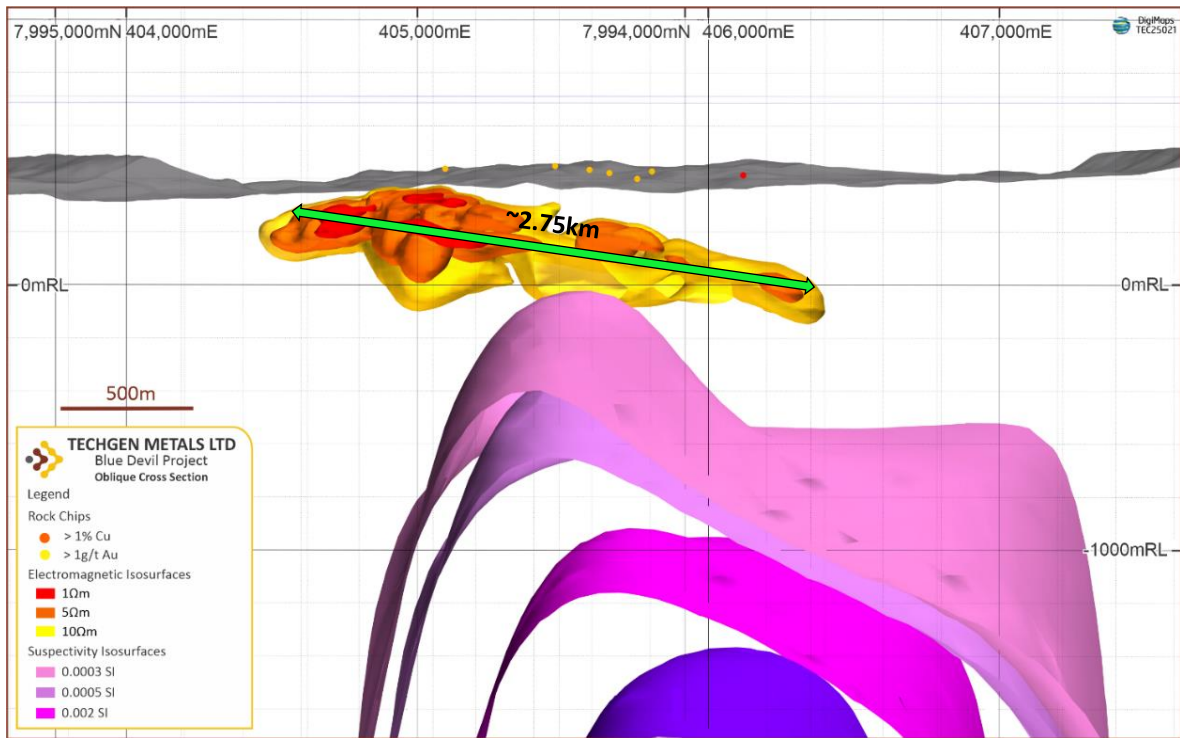 7,995,000mN 404,000mE 405,000mE 7,994,000mN 406,000mE 407,000mE
DigiMaps
TEC25021
~2.75km
0mRL 0mRL
500m
-1000mRL
TECHGEN METALS LTD
Blue Devil Project
Oblique Cross Section
Legend
Rock Chips
> 1% Cu
> 1g/t Au
Electromagnetic Isosurfaces
1Ωm
5Ωm
10Ωm
Suspectivity Isosurfaces
0.0003 SI
0.0005 SI
0.002 SI